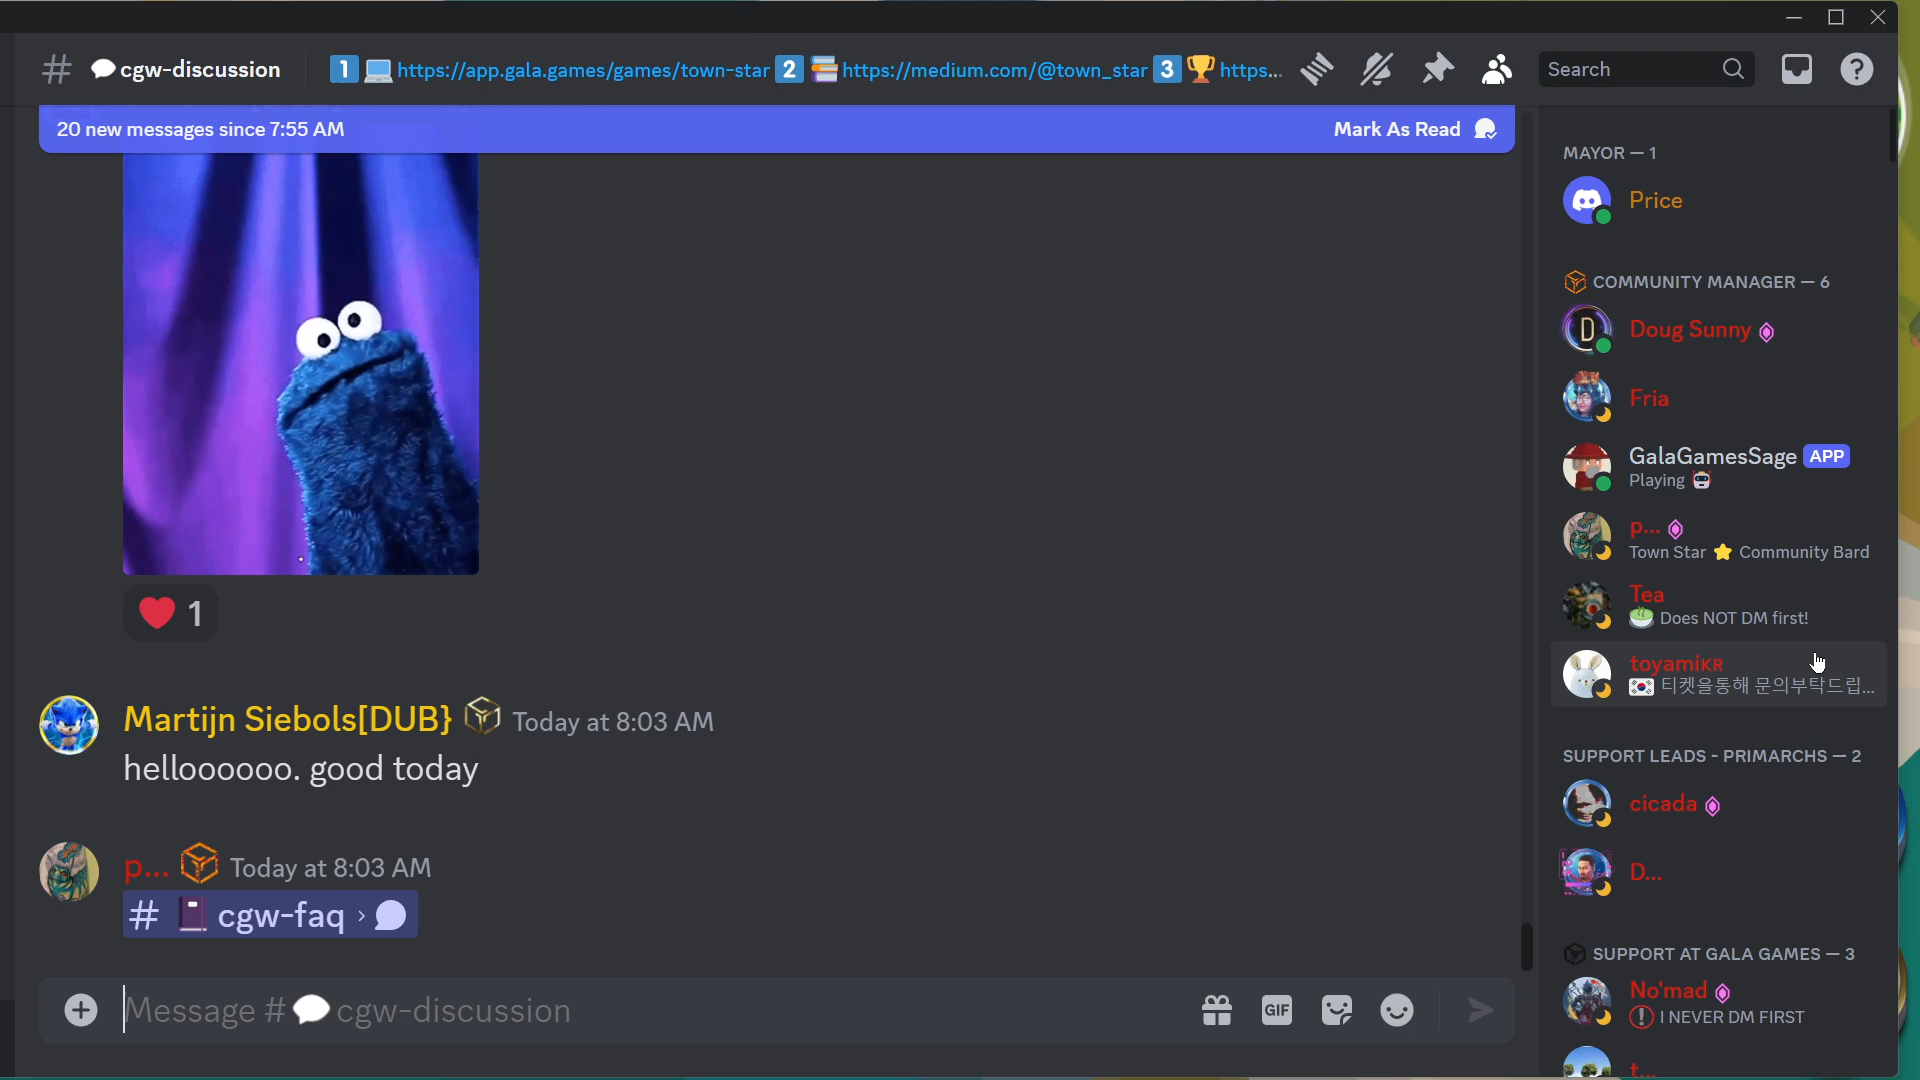 cgw-discussion
1 https://app.gala.games/games/town-star 2 https://medium.com/@town_star 3 https...
Search
20 new messages since 7:55 AM
Mark As Read
1
Martijn Siebols[DUB} Today at 8:03 AM
helloooooo. good today
p... Today at 8:03 AM
# cgw-faq ›
Message # cgw-discussion
GIF
MAYOR — 1
Price
COMMUNITY MANAGER — 6
D
Doug Sunny
Fria
GalaGamesSage APP
Playing
p...
Town Star ⭐ Community Bard
Tea
Does NOT DM first!
toyamiKR
티켓을통해 문의부탁드립...
SUPPORT LEADS - PRIMARCHS — 2
cicada
D...
SUPPORT AT GALA GAMES — 3
No'mad
I NEVER DM FIRST
t...